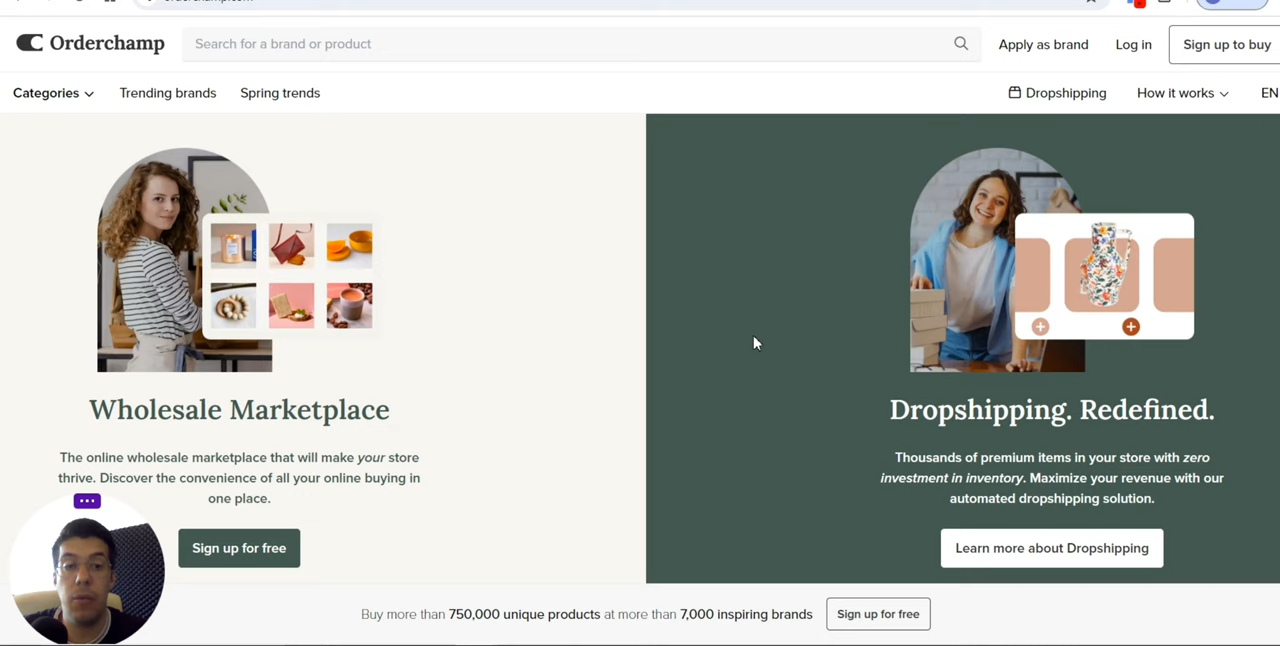 Orderchamp
Search for a brand or product
Apply as brand
Log in
Sign up to buy
Categories
Trending brands
Spring trends
Dropshipping
How it works
EN
Wholesale Marketplace
The online wholesale marketplace that will make your store
thrive. Discover the convenience of all your online buying in
one place.
Sign up for free
Dropshipping. Redefined.
Thousands of premium items in your store with zero
investment in inventory. Maximize your revenue with our
automated dropshipping solution.
Learn more about Dropshipping
Buy more than 750,000 unique products at more than 7,000 inspiring brands
Sign up for free